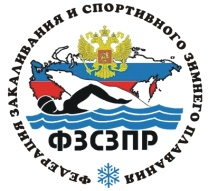 ФЕДЕРАЦИЯ ЗАКАЛИВАНИЯ И СПОРТИВНОГО ЗИМНЕГО ПЛАВАНИЯ
ФЗСЗПР